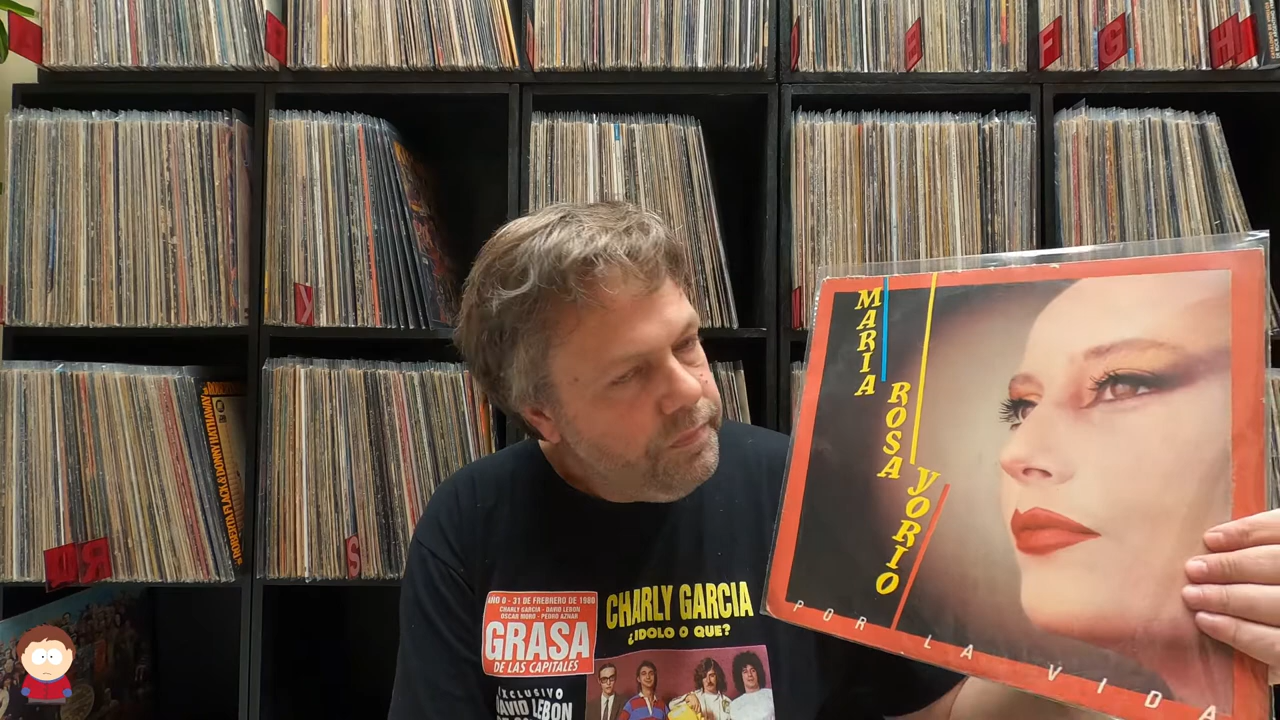 F
G
H
ROBERTA FLACK & DONNY HATHAWAY
S
MARIA
ROSA
YORIO
POR LA VIDA
AÑO 0 - 31 DE FREBRERO DE 1980
CHARLY GARCIA - DAVID LEBON
OSCAR MORO - PEDRO AZNAR
GRASA
DE LAS CAPITALES
CHARLY GARCIA
¿IDOLO O QUE?
EXCLUSIVO
DAVID LEBON